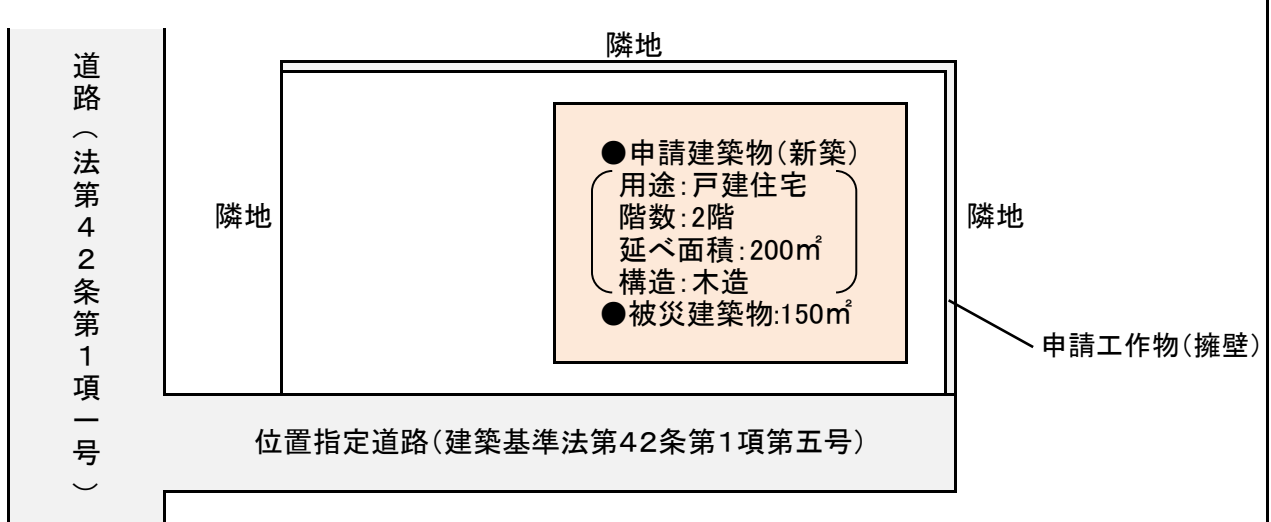 隣地
道路（法第４２条第１項一号）
●申請建築物（新築）
用途：戸建住宅
階数：2階
延べ面積：200㎡
構造：木造
●被災建築物:150㎡
隣地
隣地
申請工作物（擁壁）
位置指定道路（建築基準法第４２条第１項第五号）